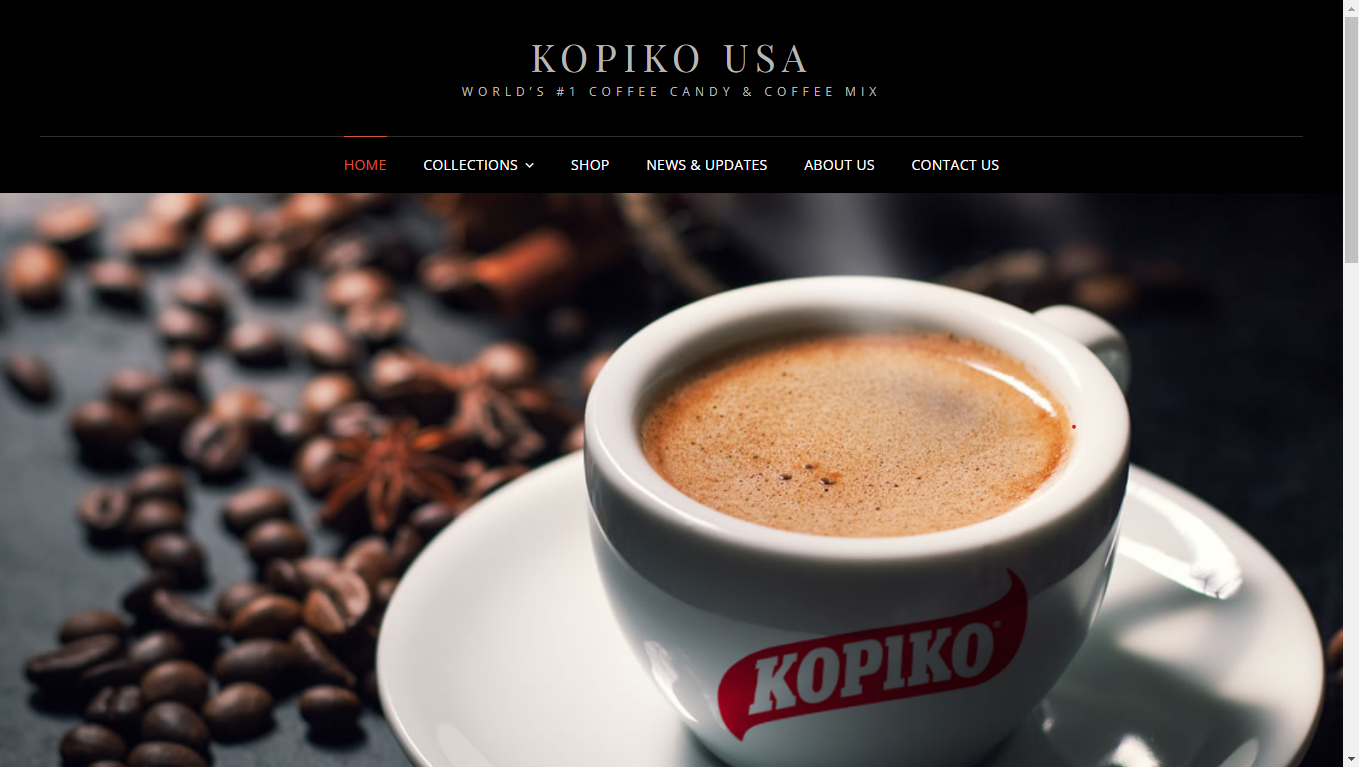 KOPIKO USA
WORLD'S #1 COFFEE CANDY & COFFEE MIX
HOME COLLECTIONS SHOP NEWS & UPDATES ABOUT US CONTACT US
KOPIKO®